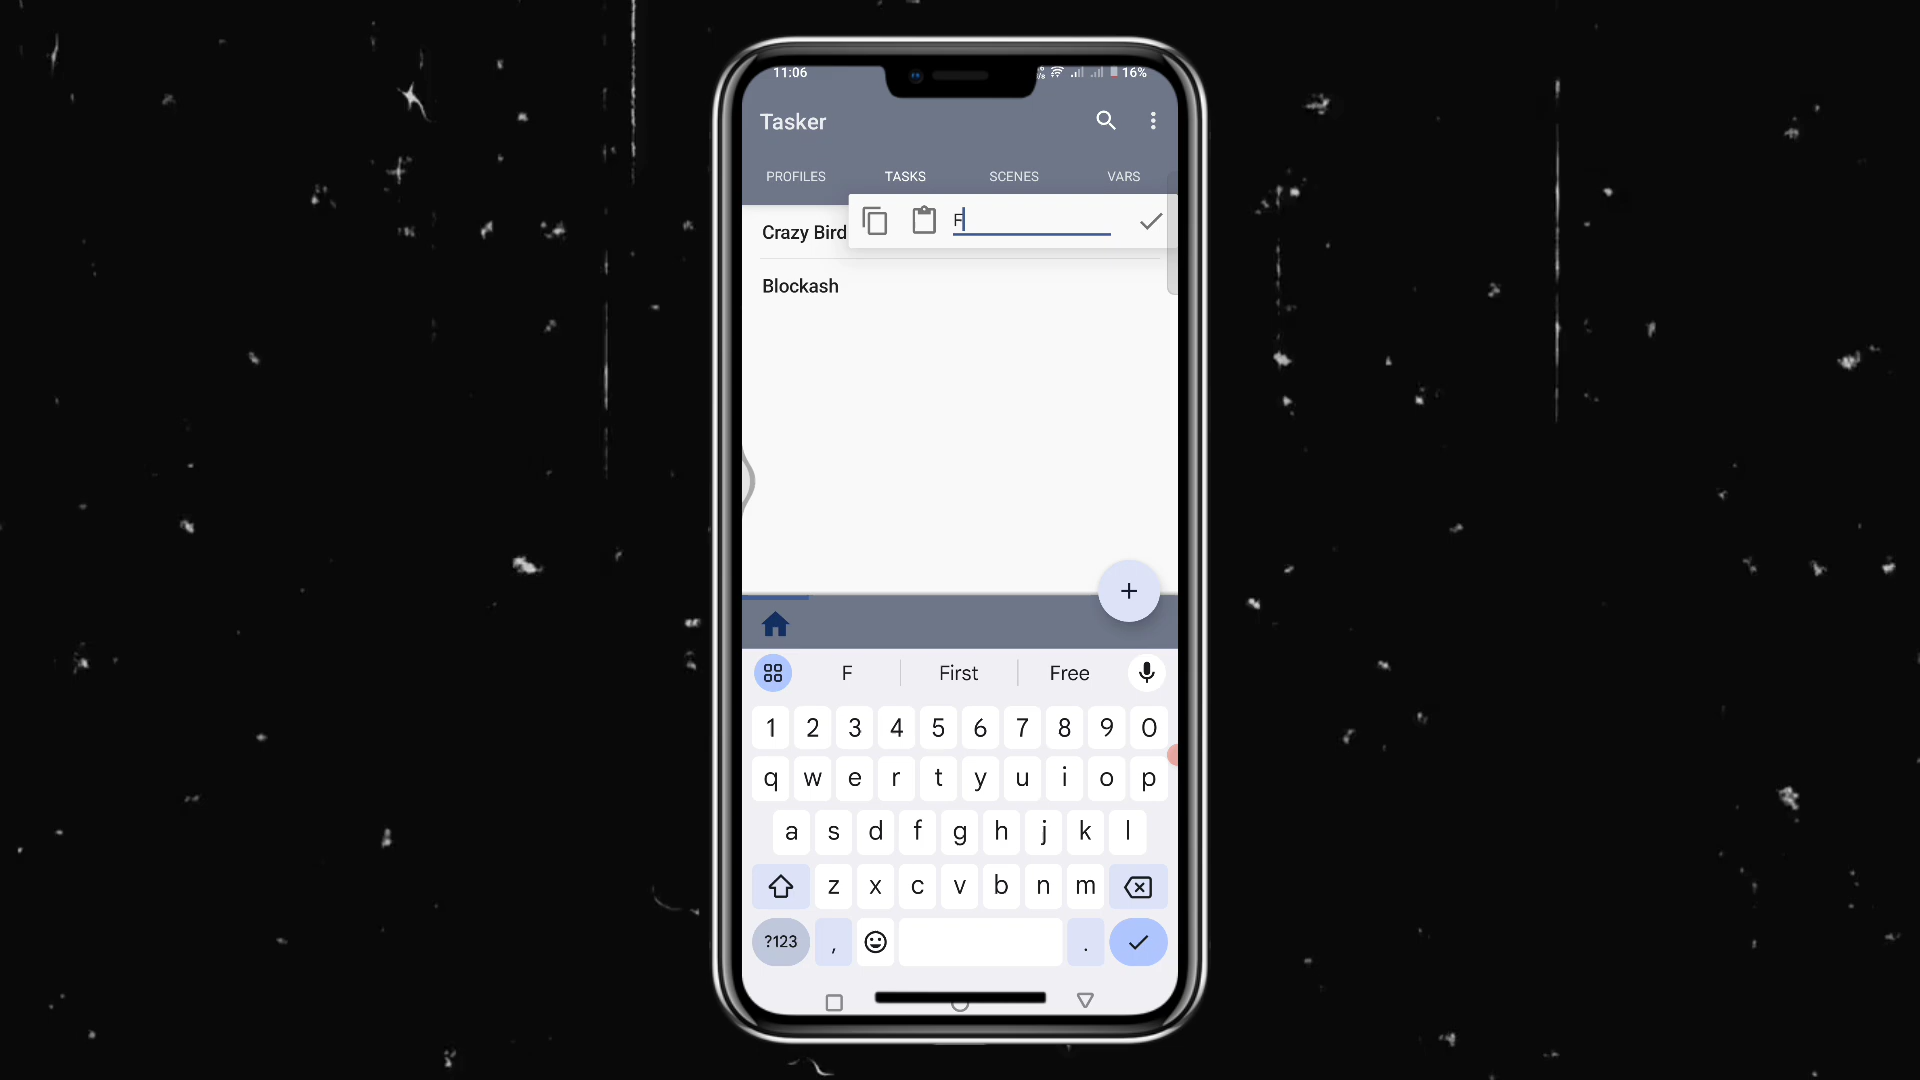 11:06 16%
Tasker
PROFILES TASKS SCENES VARS
F
Crazy Bird
Blockash
F First Free
1 2 3 4 5 6 7 8 9 0
q w e r t y u i o p
a s d f g h j k l
z x c v b n m
?123 , .